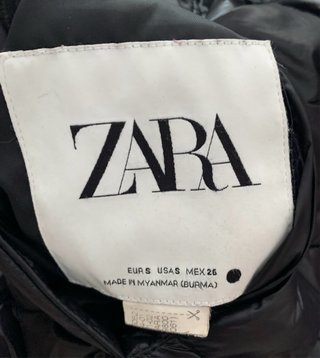 ZARA
EUR S USA S MEX 26
MADE IN MYANMAR (BURMA)